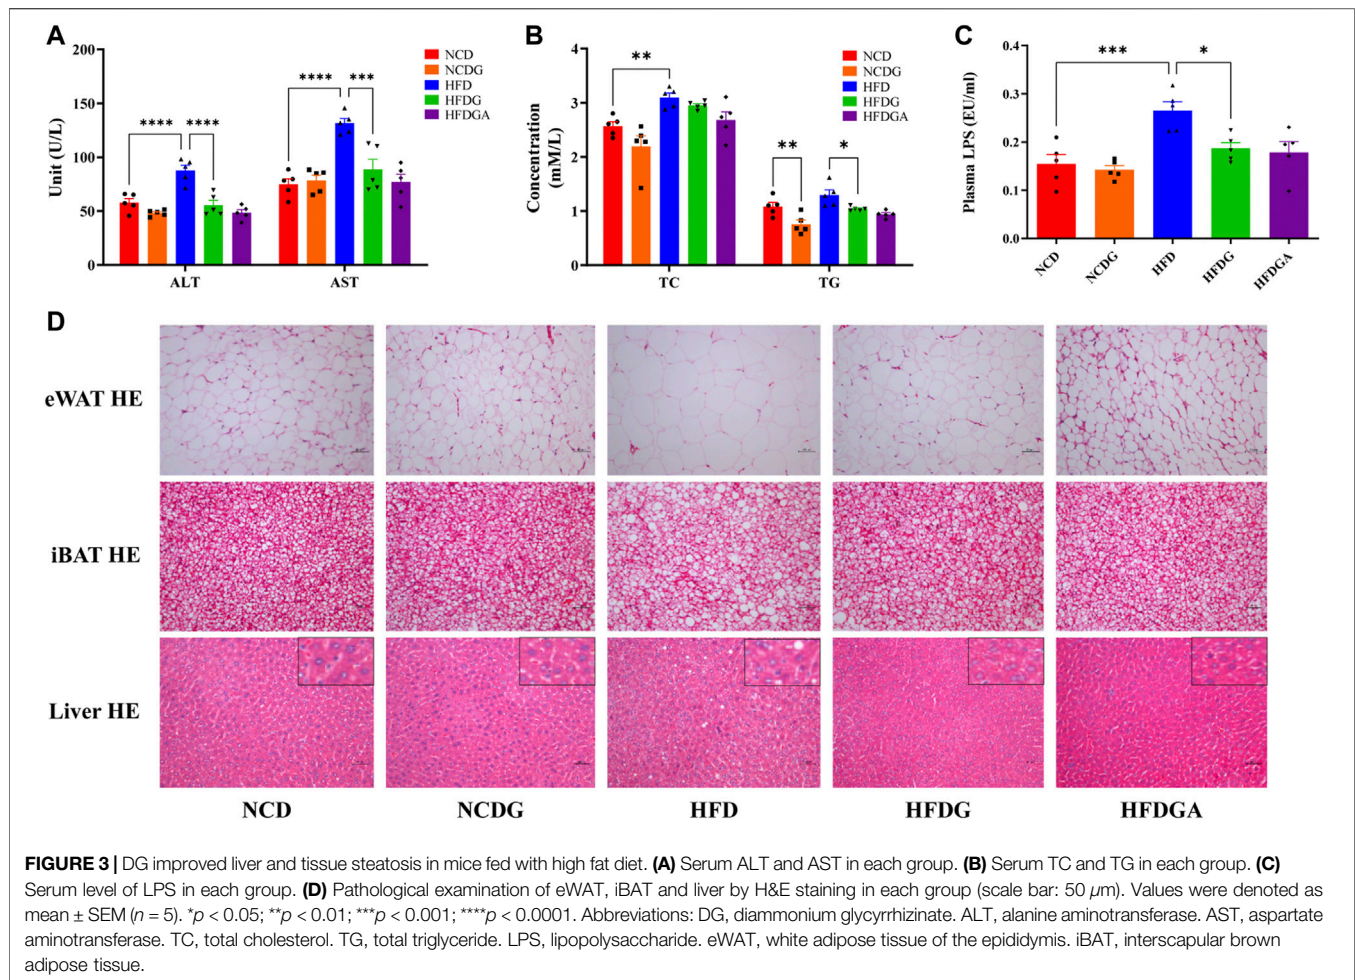 A
200
150
100
50
0
Unit (U/L)
****
****
****
***
ALT
AST
NCD
NCDG
HFD
HFDG
HFDGA
B
4
3
2
1
0
Concentration
(mM/L)
**
**
*
TC
TG
NCD
NCDG
HFD
HFDG
HFDGA
C
0.4
0.3
0.2
0.1
0.0
Plasma LPS (EU/ml)
***
*
NCD
NCDG
HFD
HFDG
HFDGA
D
eWAT HE
iBAT HE
Liver HE
NCD
NCDG
HFD
HFDG
HFDGA
FIGURE 3 | DG improved liver and tissue steatosis in mice fed with high fat diet. (A) Serum ALT and AST in each group. (B) Serum TC and TG in each group. (C)
Serum level of LPS in each group. (D) Pathological examination of eWAT, iBAT and liver by H&E staining in each group (scale bar: 50 µm). Values were denoted as
mean ± SEM (n = 5). *p < 0.05; **p < 0.01; ***p < 0.001; ****p < 0.0001. Abbreviations: DG, diammonium glycyrrhizinate. ALT, alanine aminotransferase. AST, aspartate
aminotransferase. TC, total cholesterol. TG, total triglyceride. LPS, lipopolysaccharide. eWAT, white adipose tissue of the epididymis. iBAT, interscapular brown
adipose tissue.